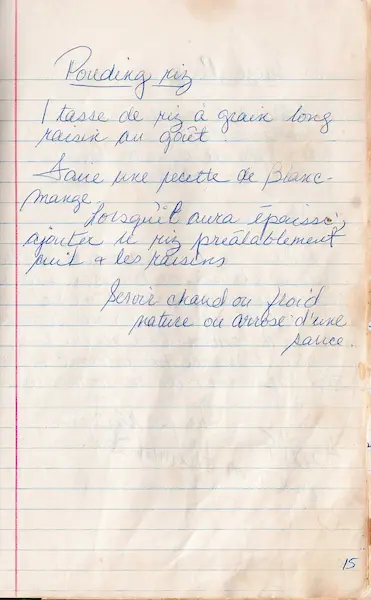 Pouding riz
1 tasse de riz à grain long
raisin au goût.
Faire une recette de Blanc-
mange
Lorsqu'il aura épaissi,
ajouter le riz préalablement
cuit & les raisins
Servir chaud ou froid
nature ou arrosé d'une
sauce.
15